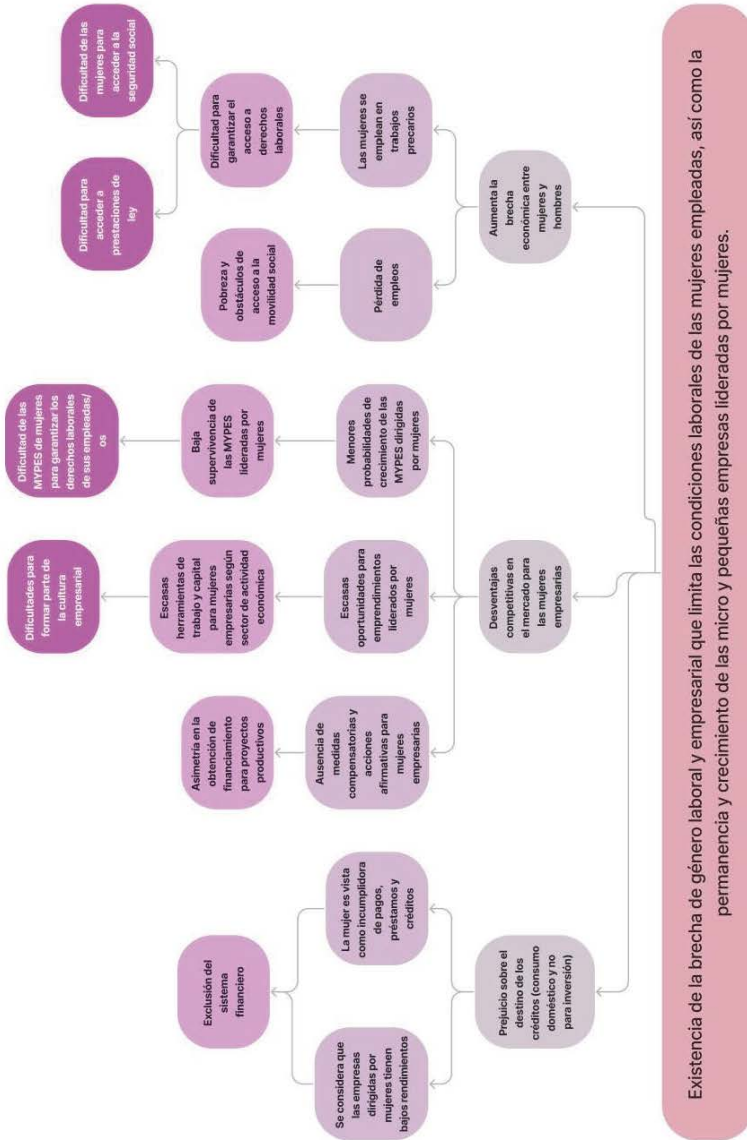 Dificultades para
formar parte de
la cultura
empresarial
Dificultad de las
MYPES de mujeres
para garantizar los
derechos laborales
de sus empleadas/
os
Dificultad para
acceder a
prestaciones de
ley
Dificultad de las
mujeres para
acceder a la
seguridad social
Exclusión del
sistema
financiero
Asimetría en la
obtención de
financiamiento
para proyectos
productivos
Escasas
herramientas de
trabajo y capital
para mujeres
empresarias según
sector de actividad
económica
Baja
supervivencia de
las MYPES
lideradas por
mujeres
Pobreza y
obstáculos de
acceso a la
movilidad social
Dificultad para
garantizar el
acceso a
derechos
laborales
Se considera que
las empresas
dirigidas por
mujeres tienen
bajos rendimientos
La mujer es vista
como incumplidora
de pagos,
préstamos y
créditos
Ausencia de
medidas
compensatorias y
acciones
afirmativas para
mujeres
empresarias
Escasas
oportunidades para
emprendimientos
liderados por
mujeres
Menores
probabilidades de
crecimiento de las
MYPES dirigidas
por mujeres
Pérdida de
empleos
Las mujeres se
emplean en
trabajos
precarios
Prejuicio sobre el
destino de los
créditos (consumo
doméstico y no
para inversión)
Desventajas
competitivas en
el mercado para
las mujeres
empresarias
Aumenta la
brecha
económica entre
mujeres y
hombres
Existencia de la brecha de género laboral y empresarial que limita las condiciones laborales de las mujeres empleadas, así como la
permanencia y crecimiento de las micro y pequeñas empresas lideradas por mujeres.